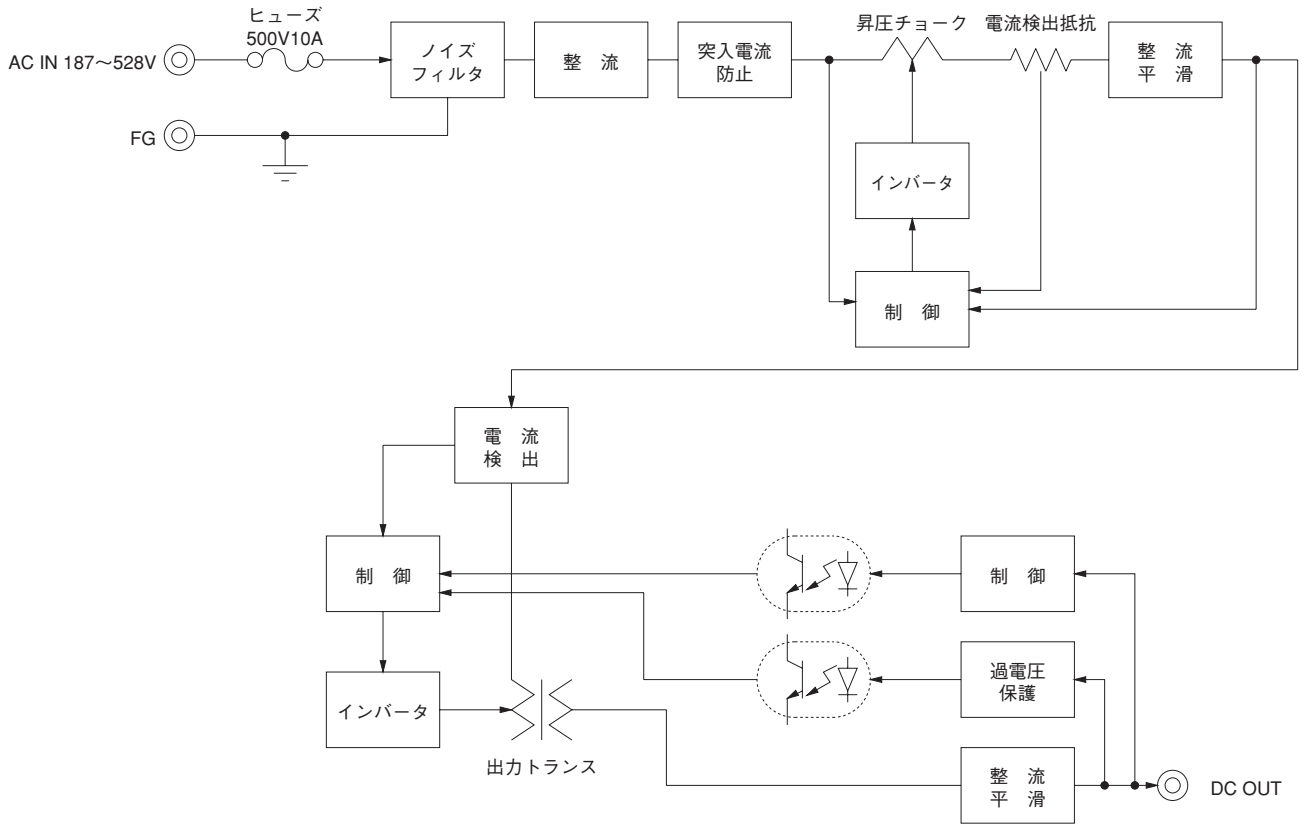 ヒューズ
500V10A
AC IN 187〜528V
ノイズ
フィルタ
整 流
突入電流
防止
昇圧チョーク
電流検出抵抗
整 流
平 滑
FG
インバータ
制 御
電 流
検 出
制 御
制 御
過電圧
保護
インバータ
出力トランス
整 流
平 滑
DC OUT